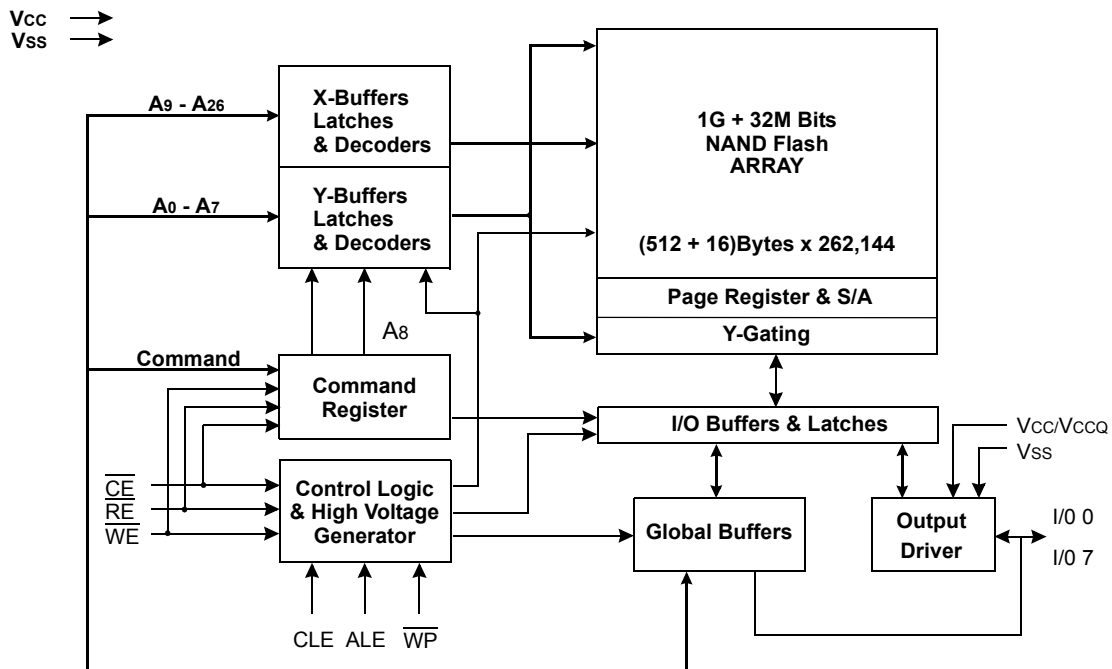 VCC
VSS
A9 - A26
X-Buffers
Latches
& Decoders
A0 - A7
Y-Buffers
Latches
& Decoders
1G + 32M Bits
NAND Flash
ARRAY
(512 + 16)Bytes x 262,144
Page Register & S/A
Y-Gating
A8
Command
Command
Register
I/O Buffers & Latches
VCC/VCCQ
VSS
CE
RE
WE
Control Logic
& High Voltage
Generator
Global Buffers
Output
Driver
I/0 0
I/0 7
CLE
ALE
WP